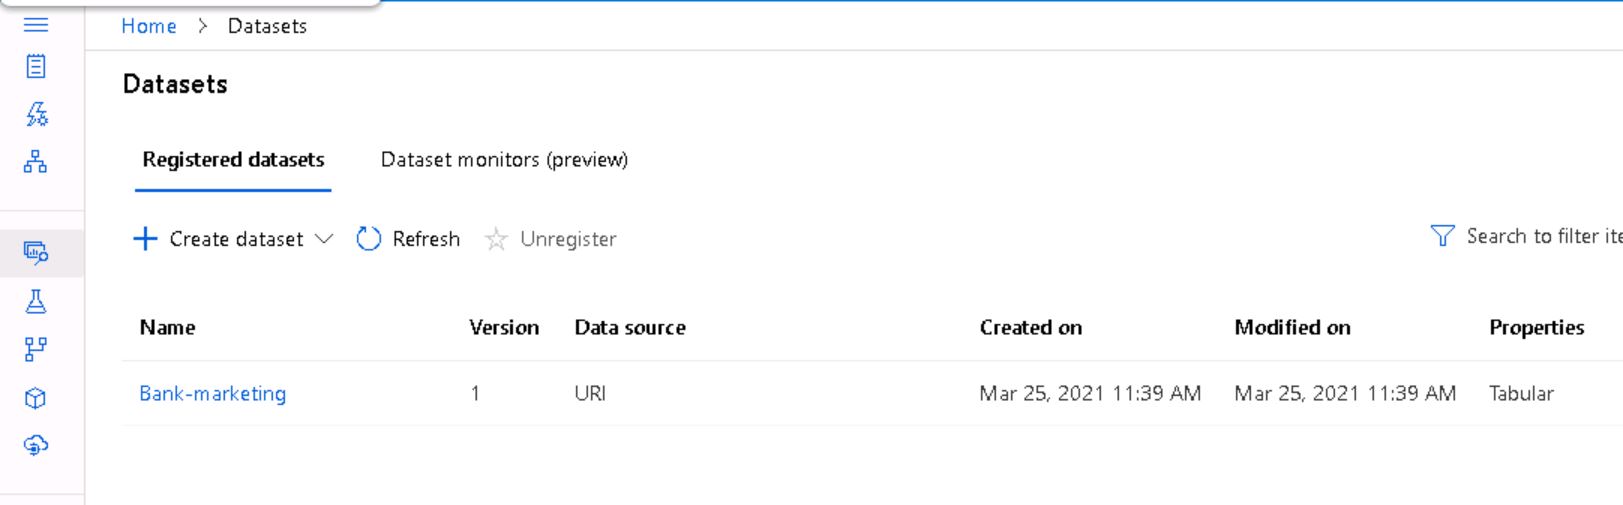 Home > Datasets
Datasets
Registered datasets Dataset monitors (preview)
Create dataset Refresh Unregister Search to filter ite
Name Version Data source Created on Modified on Properties
Bank-marketing 1 URI Mar 25, 2021 11:39 AM Mar 25, 2021 11:39 AM Tabular